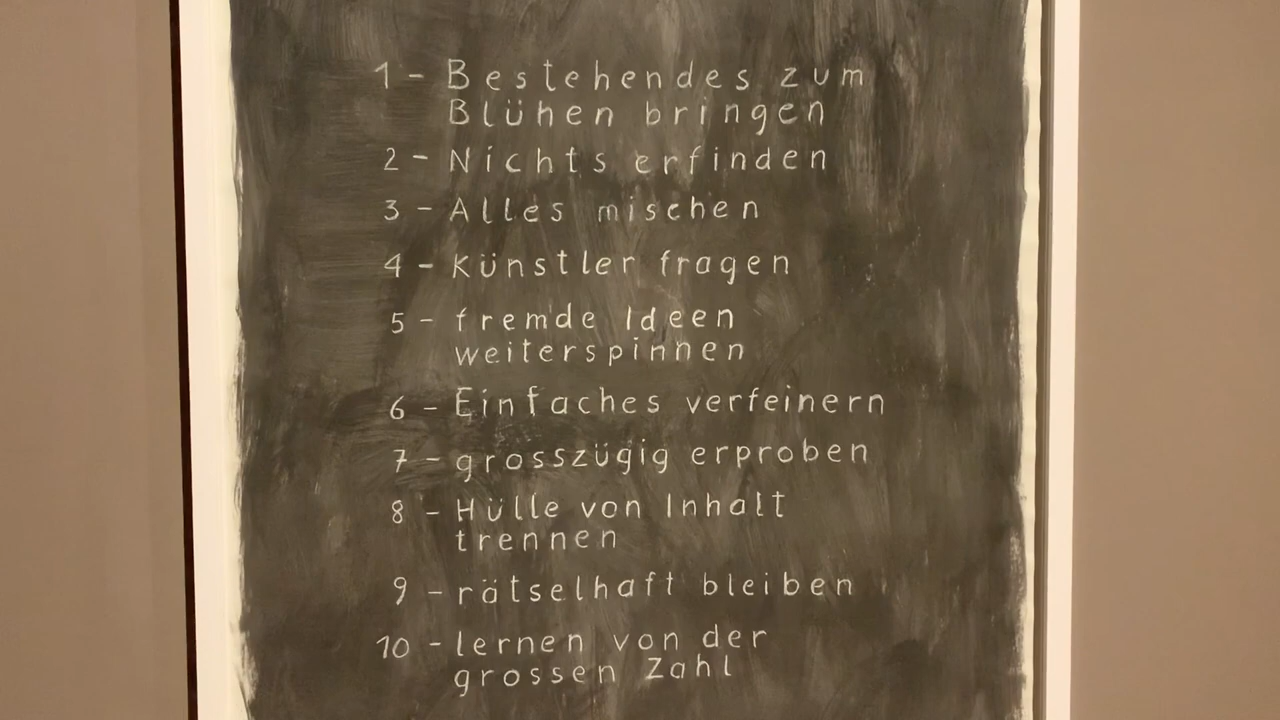 1 - Bestehendes zum
Blühen bringen
2 - Nichts erfinden
3 - Alles mischen
4 - Künstler fragen
5 - fremde Ideen
weiterspinnen
6 - Einfaches verfeinern
7 - grosszügig erproben
8 - Hülle von Inhalt
trennen
9 - rätselhaft bleiben
10 - lernen von der
grossen Zahl